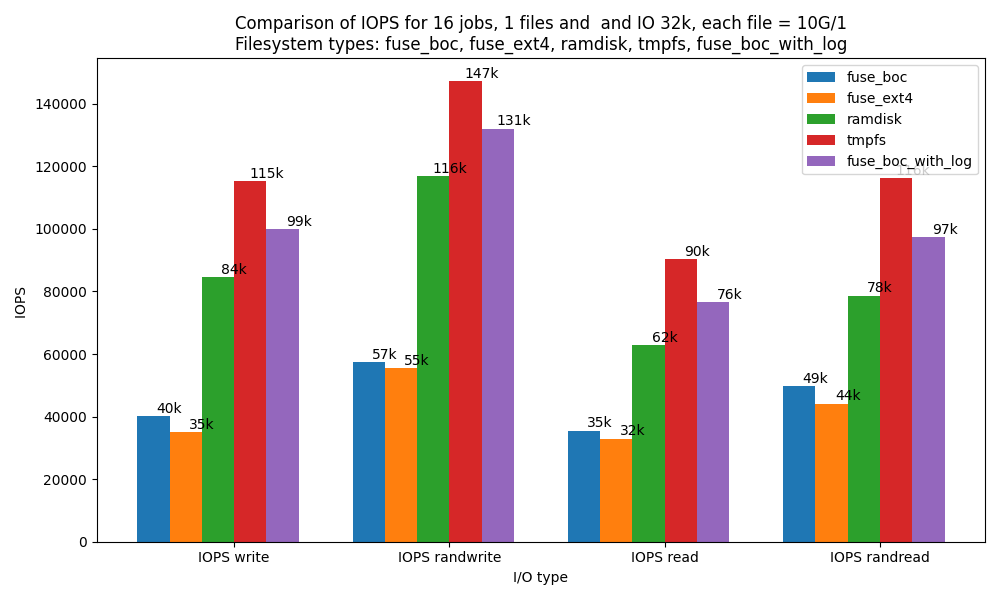 Comparison of IOPS for 16 jobs, 1 files and  and IO 32k, each file = 10G/1
Filesystem types: fuse_boc, fuse_ext4, ramdisk, tmpfs, fuse_boc_with_log
fuse_boc
fuse_ext4
ramdisk
tmpfs
fuse_boc_with_log
IOPS
140000
120000
100000
80000
60000
40000
20000
0
40k
35k
84k
115k
99k
57k
55k
116k
147k
131k
35k
32k
62k
90k
76k
49k
44k
78k
116k
97k
IOPS write
IOPS randwrite
IOPS read
IOPS randread
I/O type